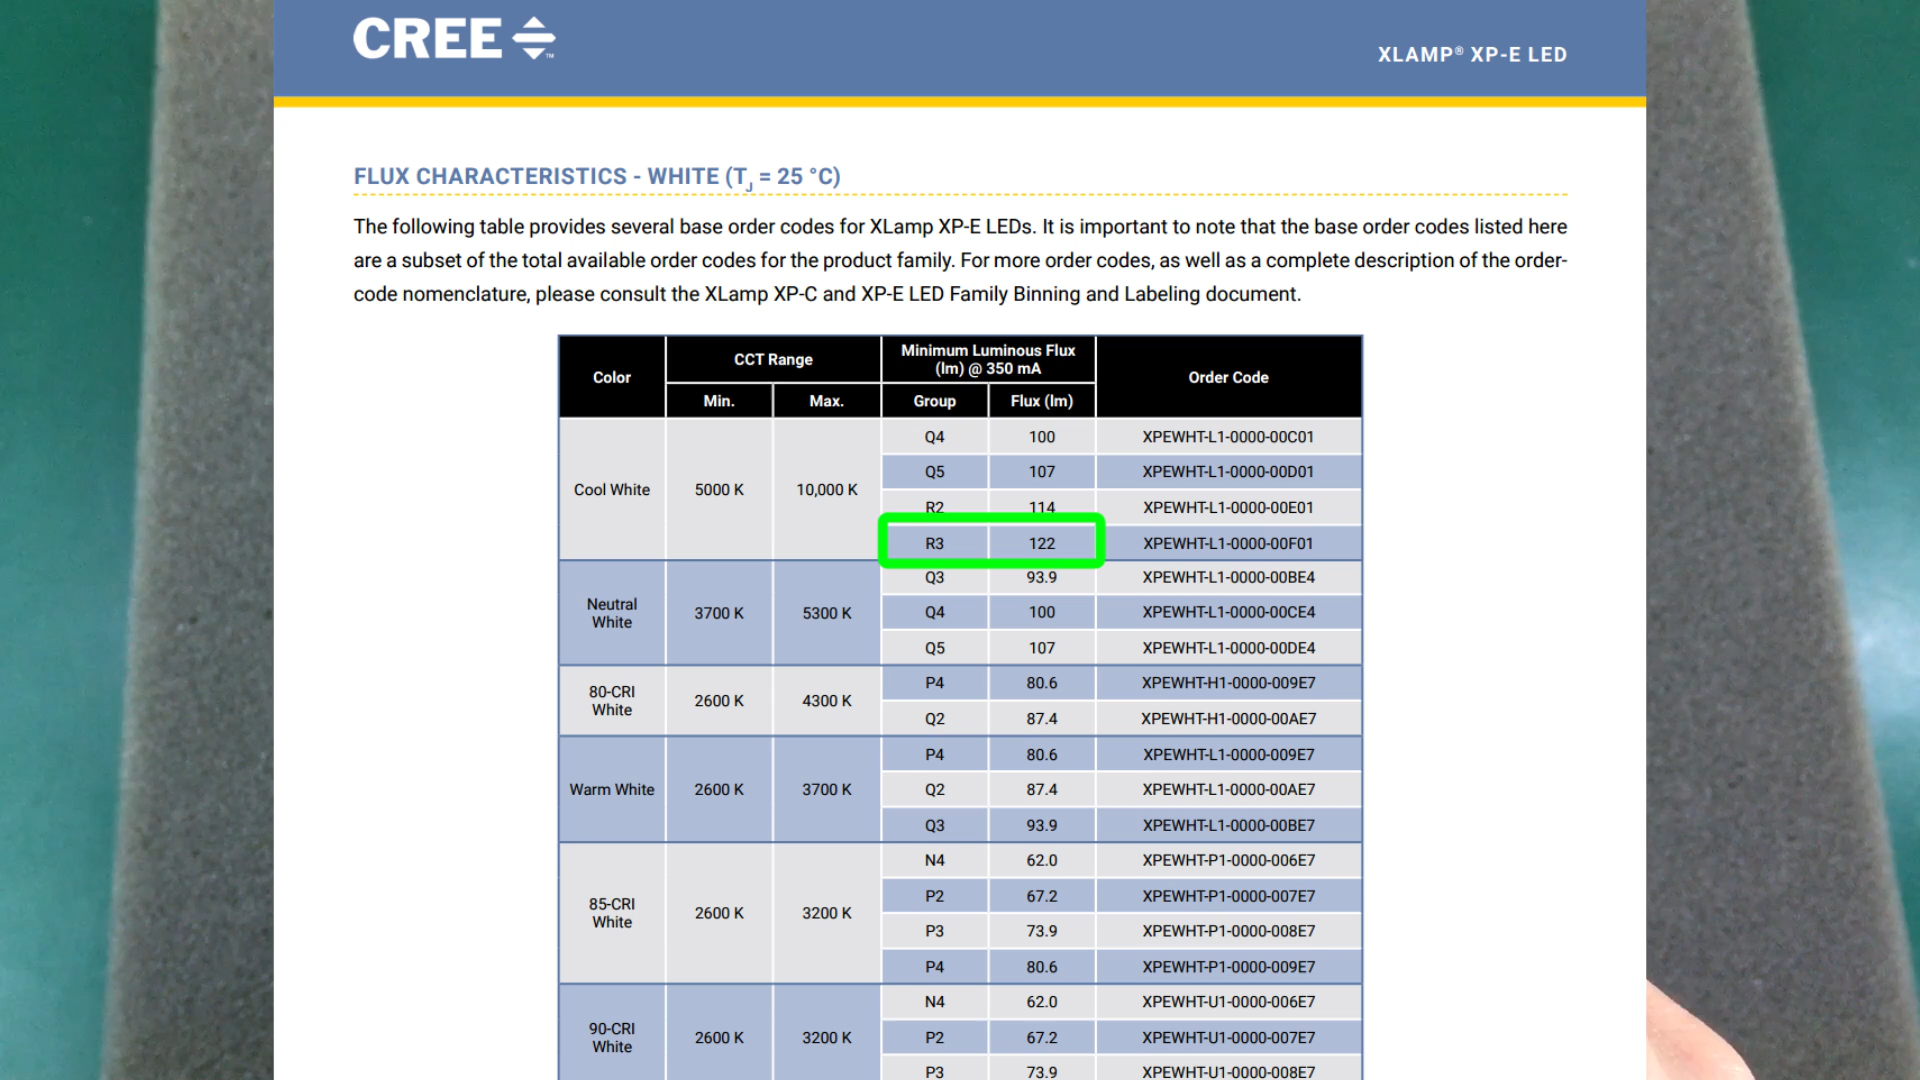 CREE
XLAMP® XP-E LED
FLUX CHARACTERISTICS - WHITE (TJ = 25 °C)
The following table provides several base order codes for XLamp XP-E LEDs. It is important to note that the base order codes listed here
are a subset of the total available order codes for the product family. For more order codes, as well as a complete description of the order-
code nomenclature, please consult the XLamp XP-C and XP-E LED Family Binning and Labeling document.
Color CCT Range Minimum Luminous Flux (lm) @ 350 mA Order Code
Min. Max. Group Flux (lm)
Cool White 5000 K 10,000 K Q4 100 XPEWHT-L1-0000-00C01
Q5 107 XPEWHT-L1-0000-00D01
R2 114 XPEWHT-L1-0000-00E01
R3 122 XPEWHT-L1-0000-00F01
Neutral White 3700 K 5300 K Q3 93.9 XPEWHT-L1-0000-00BE4
Q4 100 XPEWHT-L1-0000-00CE4
Q5 107 XPEWHT-L1-0000-00DE4
80-CRI White 2600 K 4300 K P4 80.6 XPEWHT-H1-0000-009E7
Q2 87.4 XPEWHT-H1-0000-00AE7
Warm White 2600 K 3700 K P4 80.6 XPEWHT-L1-0000-009E7
Q2 87.4 XPEWHT-L1-0000-00AE7
Q3 93.9 XPEWHT-L1-0000-00BE7
85-CRI White 2600 K 3200 K N4 62.0 XPEWHT-P1-0000-006E7
P2 67.2 XPEWHT-P1-0000-007E7
P3 73.9 XPEWHT-P1-0000-008E7
P4 80.6 XPEWHT-P1-0000-009E7
90-CRI White 2600 K 3200 K N4 62.0 XPEWHT-U1-0000-006E7
P2 67.2 XPEWHT-U1-0000-007E7
P3 73.9 XPEWHT-U1-0000-008E7